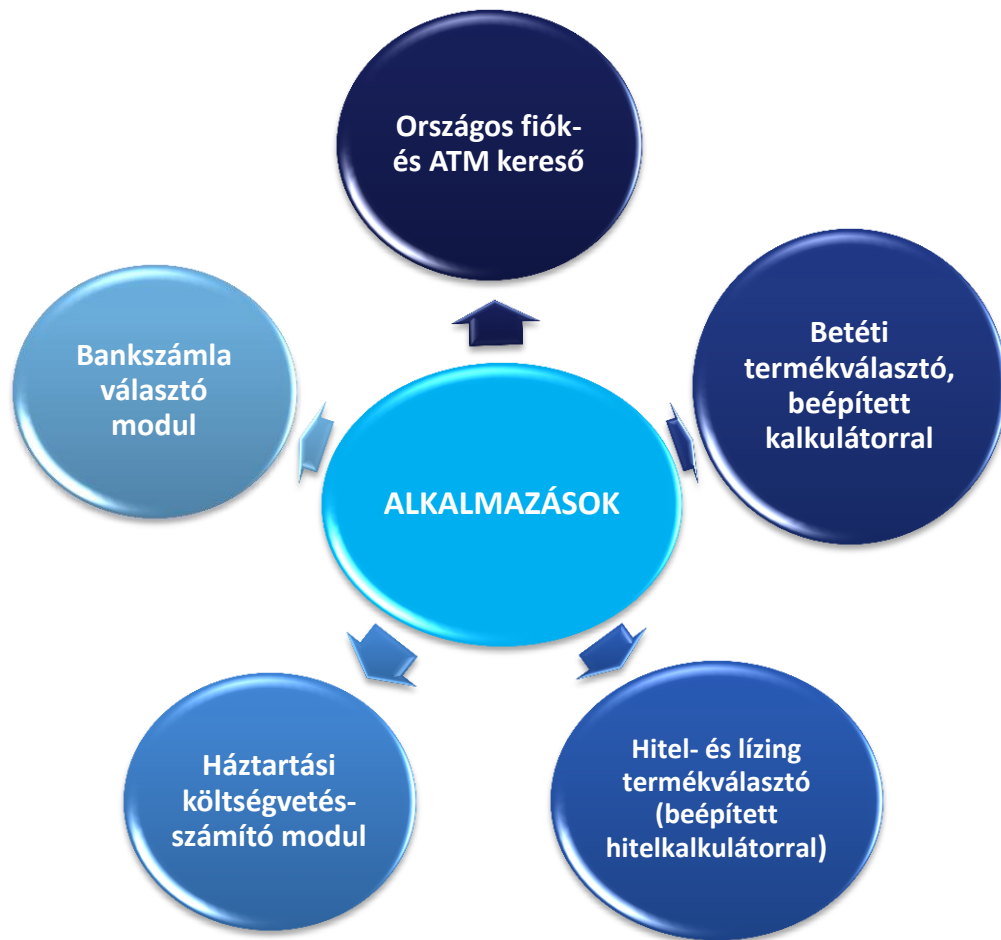 Országos fiók-
és ATM kereső
Betéti
termékválasztó,
beépített
kalkulátorral
Hitel- és lízing
termékválasztó
(beépített
hitelkalkulátorral)
Háztartási
költségvetés-
számító modul
Bankszámla
választó
modul
ALKALMAZÁSOK